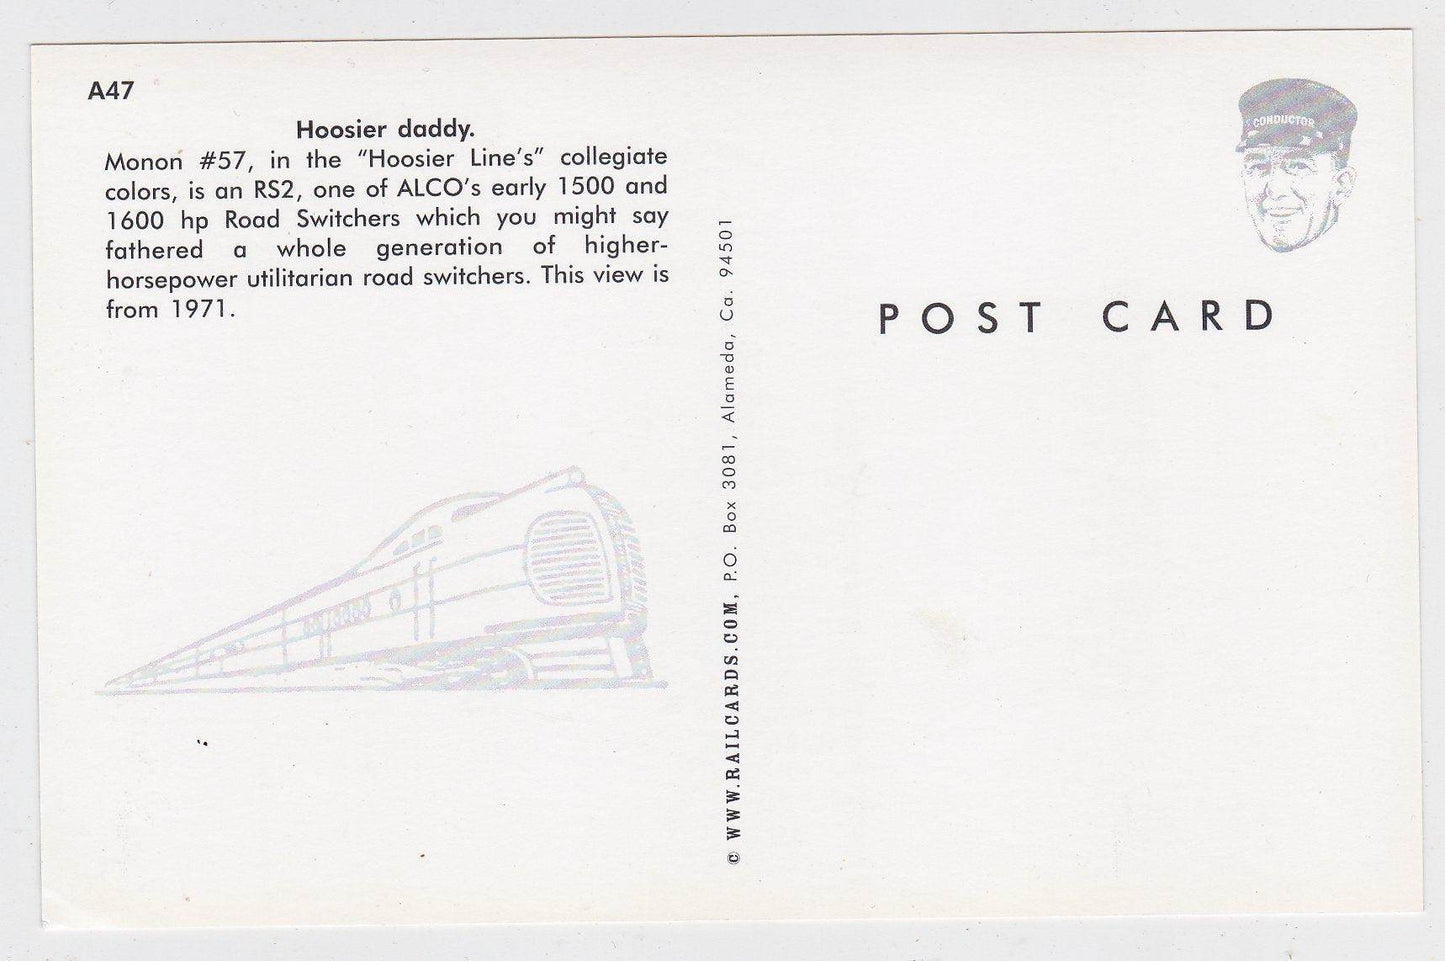 A47
Hoosier daddy.
Monon #57, in the “Hoosier Line’s” collegiate
colors, is an RS2, one of ALCO’s early 1500 and
1600 hp Road Switchers which you might say
fathered a whole generation of higher-
horsepower utilitarian road switchers. This view is
from 1971.
© WWW.RAILCARDS.COM, P.O. Box 3081, Alameda, Ca. 94501
CONDUCTOR
POST CARD